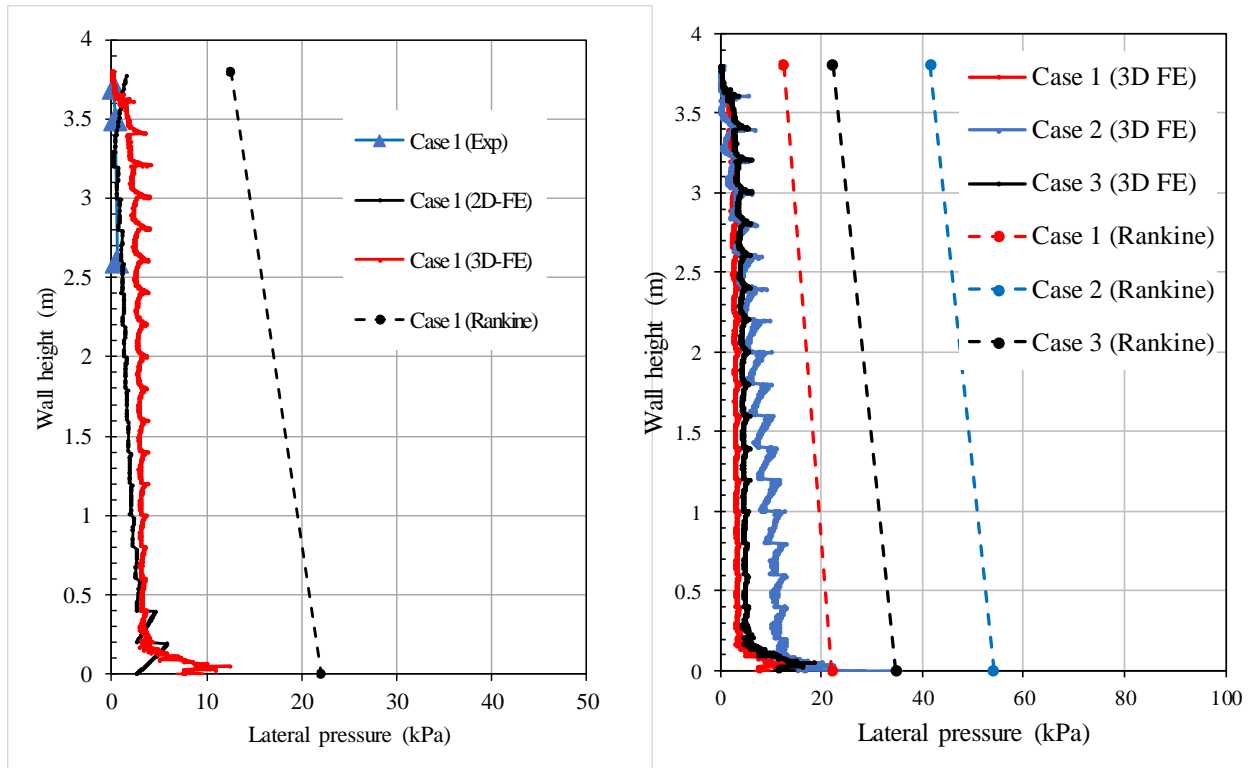 4
3.5
3
2.5
2
1.5
1
0.5
0
0
10
20
30
40
50
Wall height (m)
Lateral pressure (kPa)
Case 1 (Exp)
Case 1 (2D-FE)
Case 1 (3D-FE)
Case 1 (Rankine)
4
3.5
3
2.5
2
1.5
1
0.5
0
0
20
40
60
80
100
Wall height (m)
Lateral pressure (kPa)
Case 1 (3D FE)
Case 2 (3D FE)
Case 3 (3D FE)
Case 1 (Rankine)
Case 2 (Rankine)
Case 3 (Rankine)